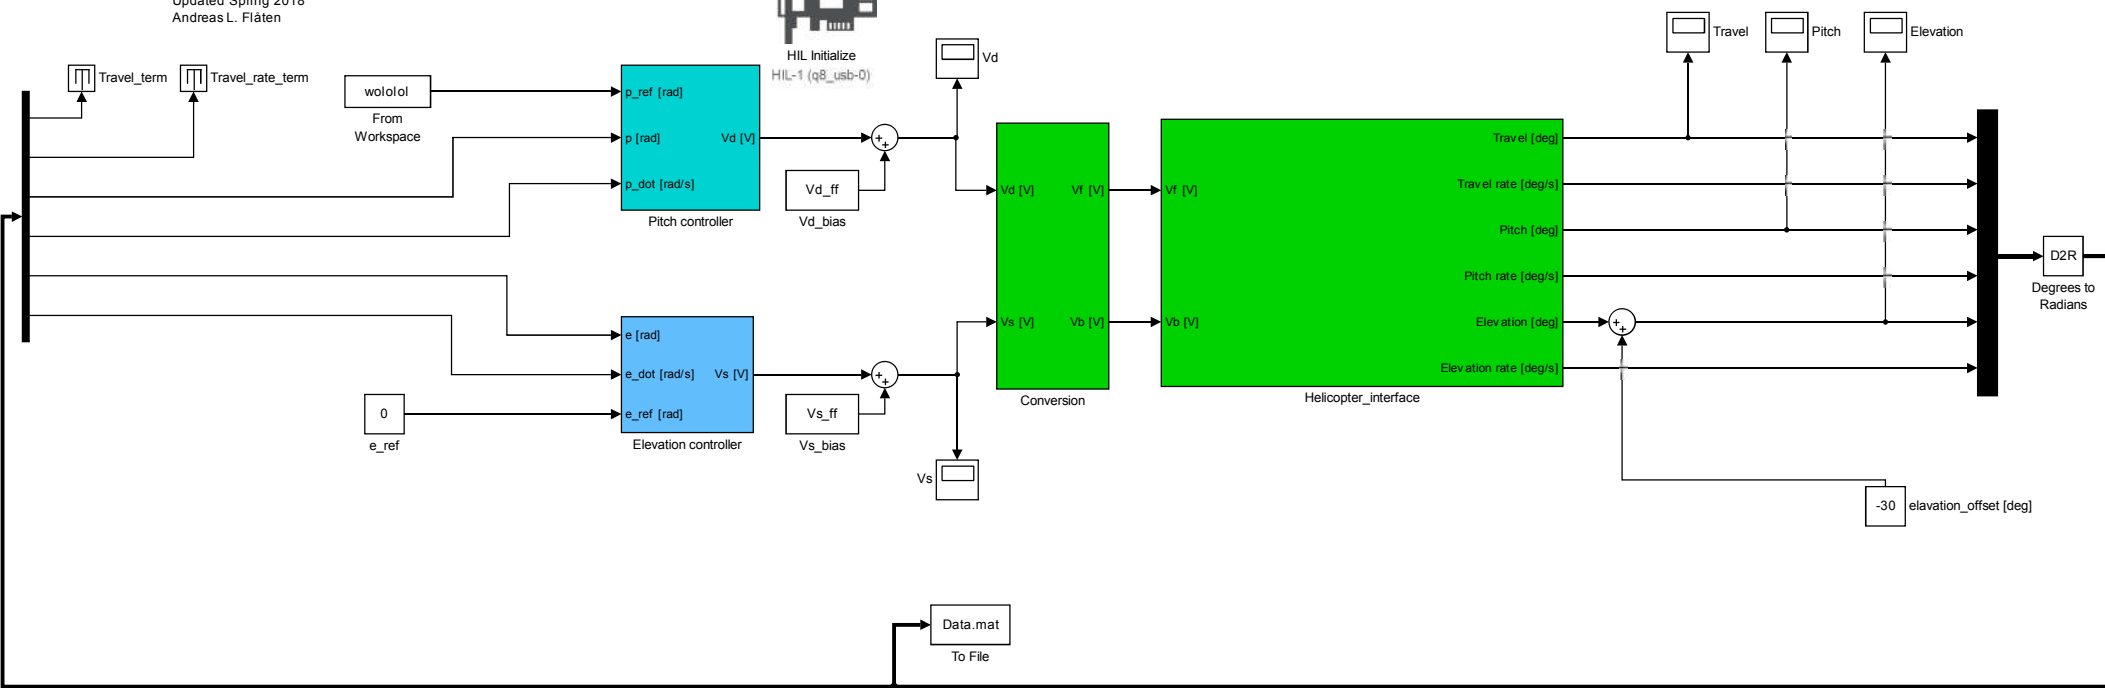 Updated Spring 2018
Andreas L. Flåten
HIL Initialize
HIL-1 (q8_usb-0)
Travel_term
Travel_rate_term
wololol
From
Workspace
p_ref [rad]
p [rad]
p_dot [rad/s]
Vd [V]
Pitch controller
Vd_ff
Vd_bias
Vd
e [rad]
e_dot [rad/s]
e_ref [rad]
Vs [V]
Elevation controller
0
e_ref
Vs_ff
Vs_bias
Vs
Vd [V]
Vf [V]
Vs [V]
Vb [V]
Conversion
Vf [V]
Vb [V]
Travel [deg]
Travel rate [deg/s]
Pitch [deg]
Pitch rate [deg/s]
Elevation [deg]
Elevation rate [deg/s]
Helicopter_interface
Travel
Pitch
Elevation
D2R
Degrees to
Radians
-30
elavation_offset [deg]
Data.mat
To File